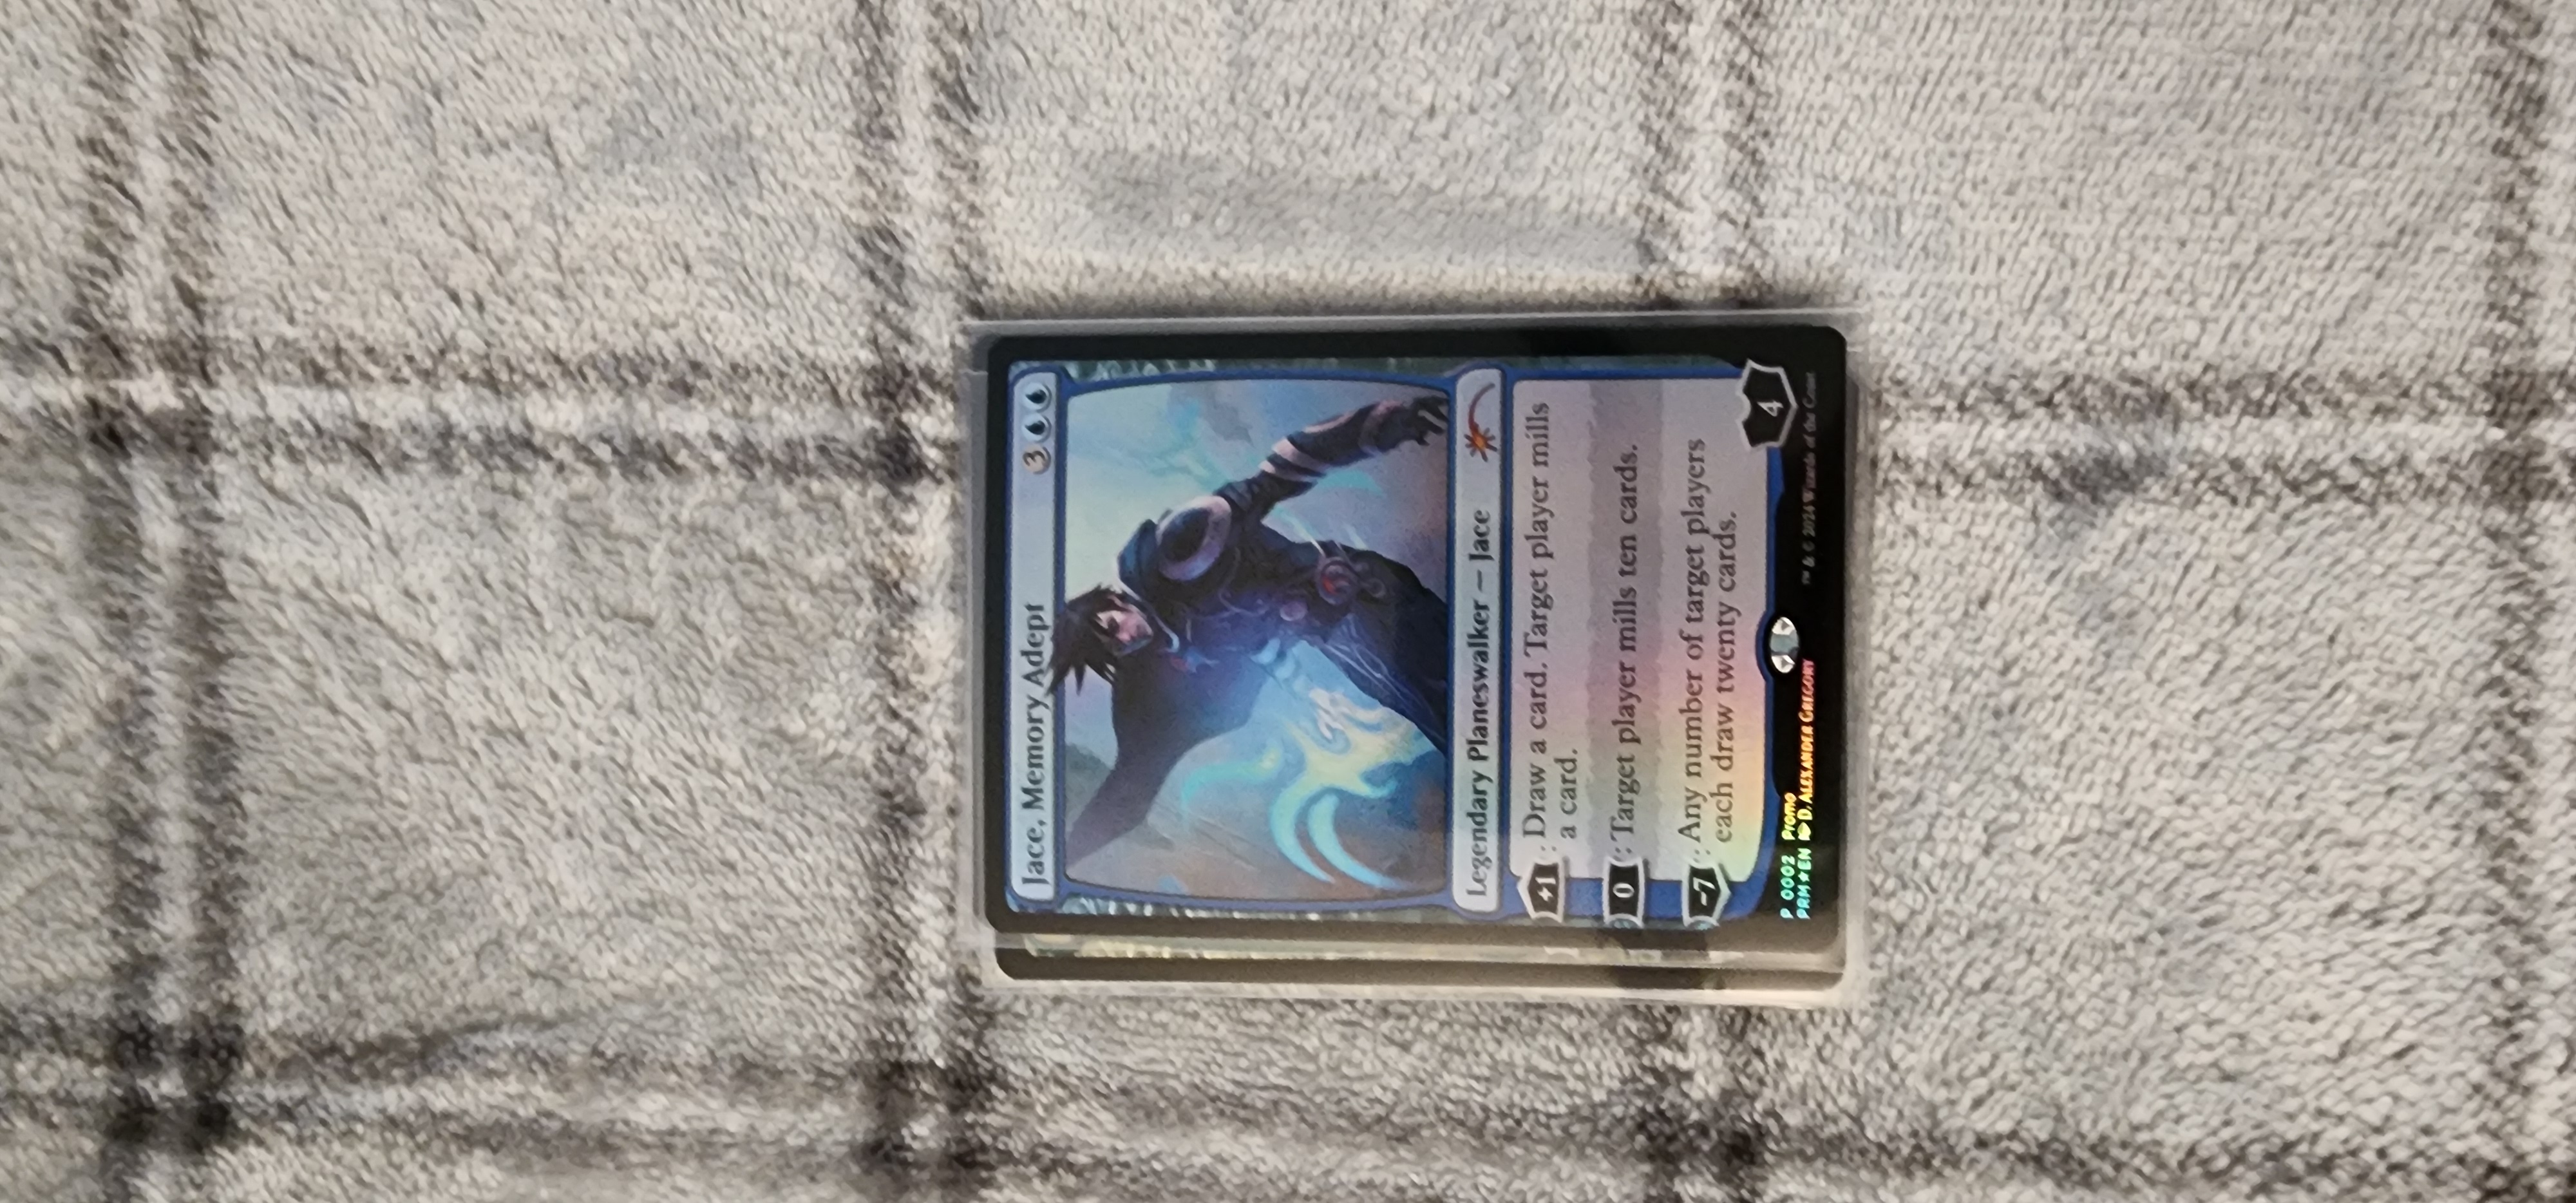 Jace, Memory Adept 3
Legendary Planeswalker — Jace
+1: Draw a card. Target player mills
a card.
0: Target player mills ten cards.
-7: Any number of target players
each draw twenty cards.
4
P 0002 Promo
PRM★EN D. Alexander Gregory
™ & © 2024 Wizards of the Coast